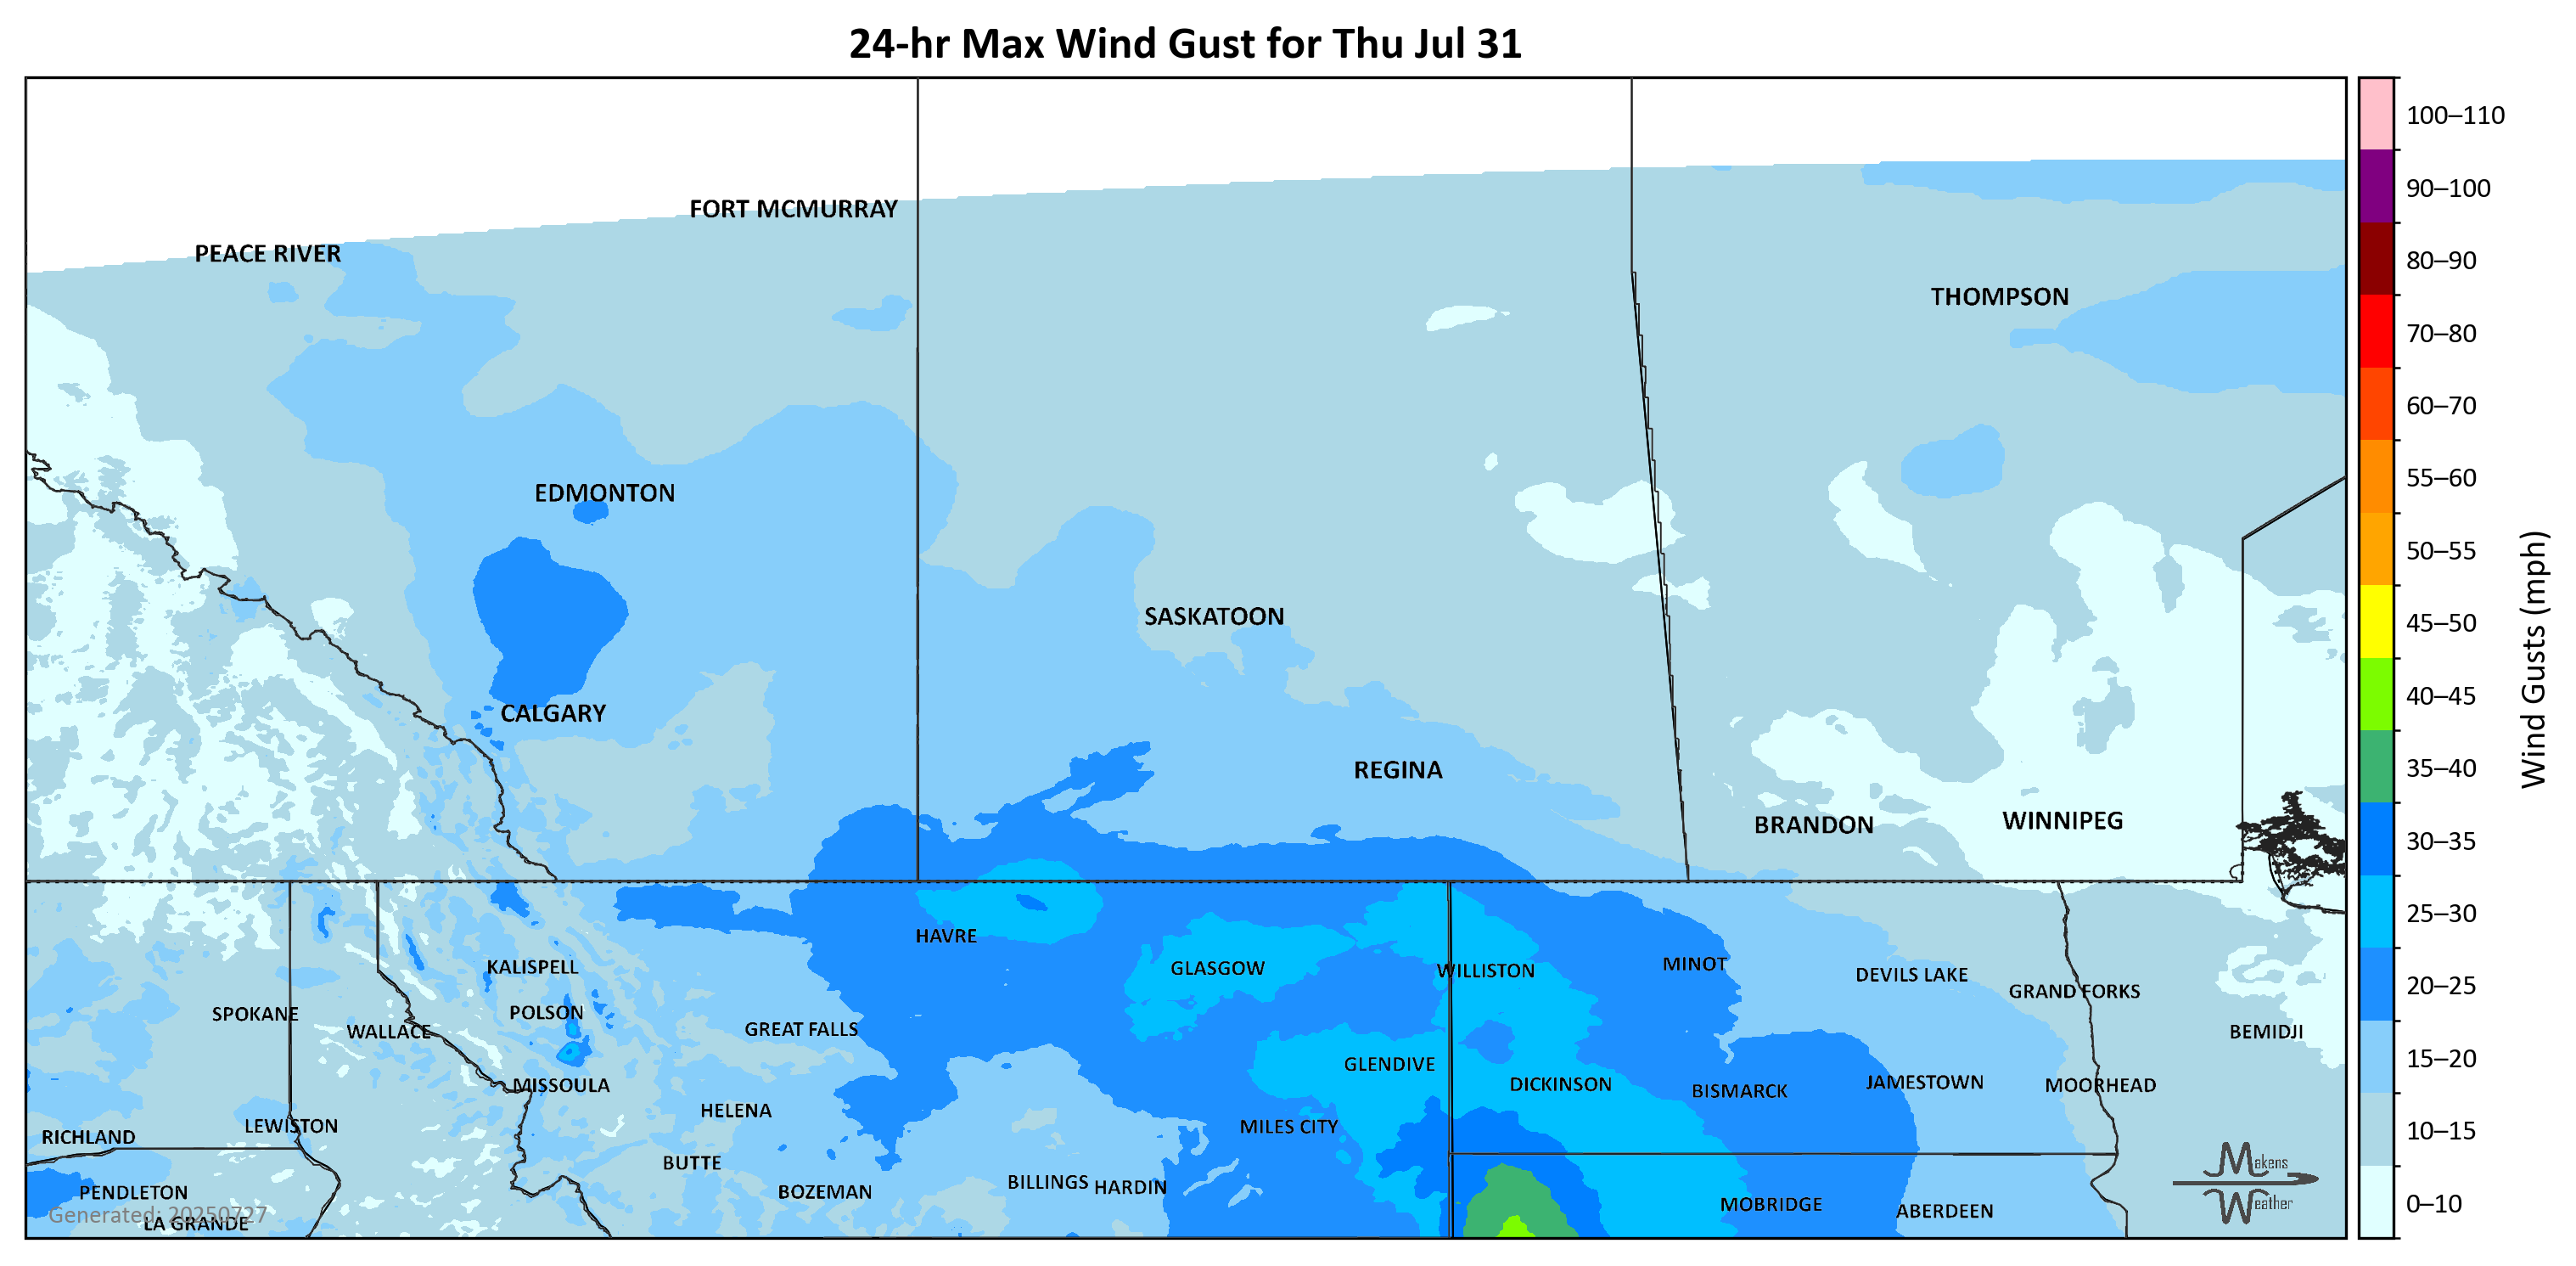 24-hr Max Wind Gust for Thu Jul 31
100–110
90–100
FORT MCMURRAY
PEACE RIVER
80–90
THOMPSON
70–80
60–70
55–60
EDMONTON
50–55
SASKATOON
45–50
Wind Gusts (mph)
40–45
CALGARY
REGINA
35–40
WINNIPEG
BRANDON
30–35
25–30
HAVRE
MINOT
KALISPELL
GLASGOW
WILLISTON
DEVILS LAKE
20–25
GRAND FORKS
POLSON
SPOKANE
GREAT FALLS
WALLACE
BEMIDJI
15–20
GLENDIVE
JAMESTOWN
DICKINSON
MISSOULA
MOORHEAD
BISMARCK
HELENA
LEWISTON
MILES CITY
10–15
RICHLAND
BUTTE
Makens
Weather
BILLINGS
HARDIN
PENDLETON
BOZEMAN
MOBRIDGE
0–10
ABERDEEN
Generated: 20250727
LA GRANDE